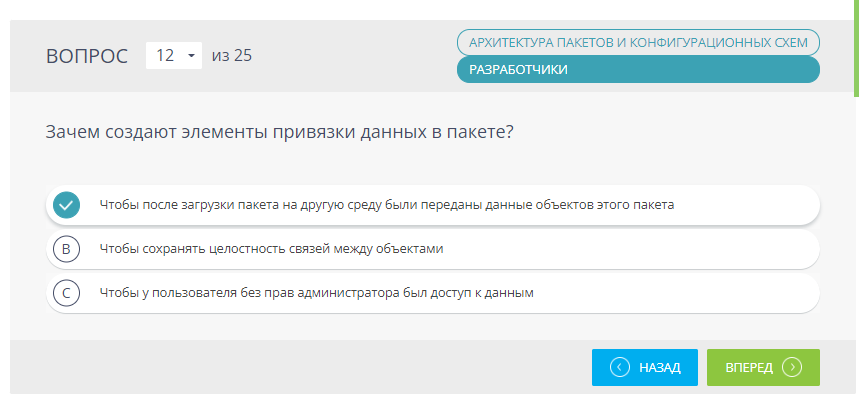 ВОПРОС 12 из 25
АРХИТЕКТУРА ПАКЕТОВ И КОНФИГУРАЦИОННЫХ СХЕМ
РАЗРАБОТЧИКИ
Зачем создают элементы привязки данных в пакете?
Чтобы после загрузки пакета на другую среду были переданы данные объектов этого пакета
B Чтобы сохранять целостность связей между объектами
C Чтобы у пользователя без прав администратора был доступ к данным
НАЗАД ВПЕРЕД